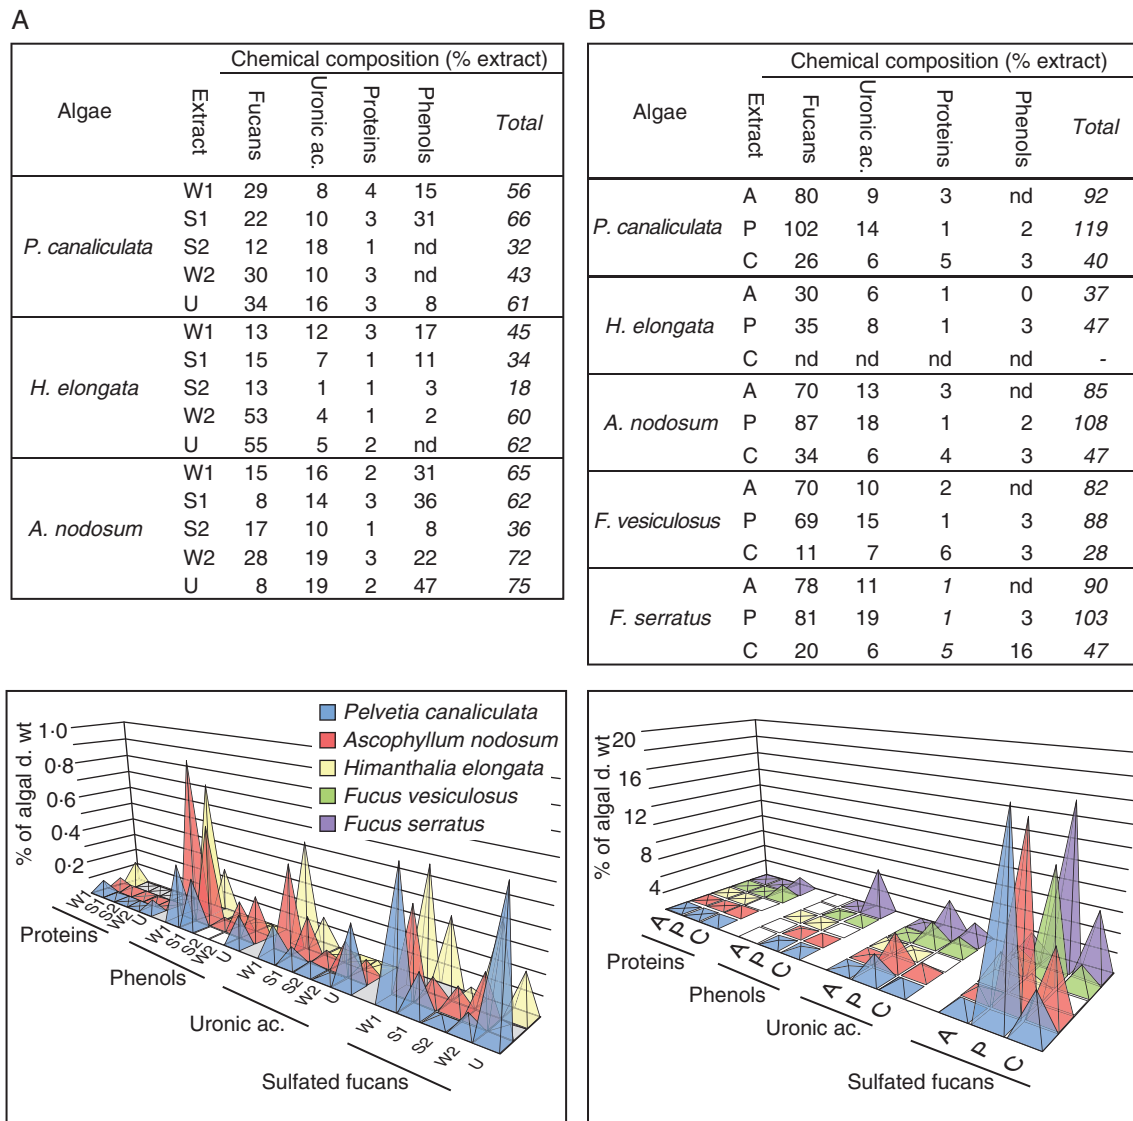 A
Chemical composition (% extract)
Algae Extract Fucans Uronic ac. Proteins Phenols Total
P. canaliculata
W1 29 8 4 15 56
S1 22 10 3 31 66
S2 12 18 1 nd 32
W2 30 10 3 nd 43
U 34 16 3 8 61
H. elongata
W1 13 12 3 17 45
S1 15 7 1 11 34
S2 13 1 1 3 18
W2 53 4 1 2 60
U 55 5 2 nd 62
A. nodosum
W1 15 16 2 31 65
S1 8 14 3 36 62
S2 17 10 1 8 36
W2 28 19 3 22 72
U 8 19 2 47 75
B
Chemical composition (% extract)
Algae Extract Fucans Uronic ac. Proteins Phenols Total
P. canaliculata
A 80 9 3 nd 92
P 102 14 1 2 119
C 26 6 5 3 40
H. elongata
A 30 6 1 0 37
P 35 8 1 3 47
C nd nd nd nd -
A. nodosum
A 70 13 3 nd 85
P 87 18 1 2 108
C 34 6 4 3 47
F. vesiculosus
A 70 10 2 nd 82
P 69 15 1 3 88
C 11 7 6 3 28
F. serratus
A 78 11 1 nd 90
P 81 19 1 3 103
C 20 6 5 16 47
% of algal d. wt
1·0
0·8
0·6
0·4
0·2
Pelvetia canaliculata
Ascophyllum nodosum
Himanthalia elongata
Fucus vesiculosus
Fucus serratus
W1 S1 S2 W2 U
Proteins
W1 S1 S2 W2 U
Phenols
W1 S1 S2 W2 U
Uronic ac.
W1 S1 S2 W2 U
Sulfated fucans
% of algal d. wt
20
16
12
8
4
A P C
Proteins
A P C
Phenols
A P C
Uronic ac.
A P C
Sulfated fucans